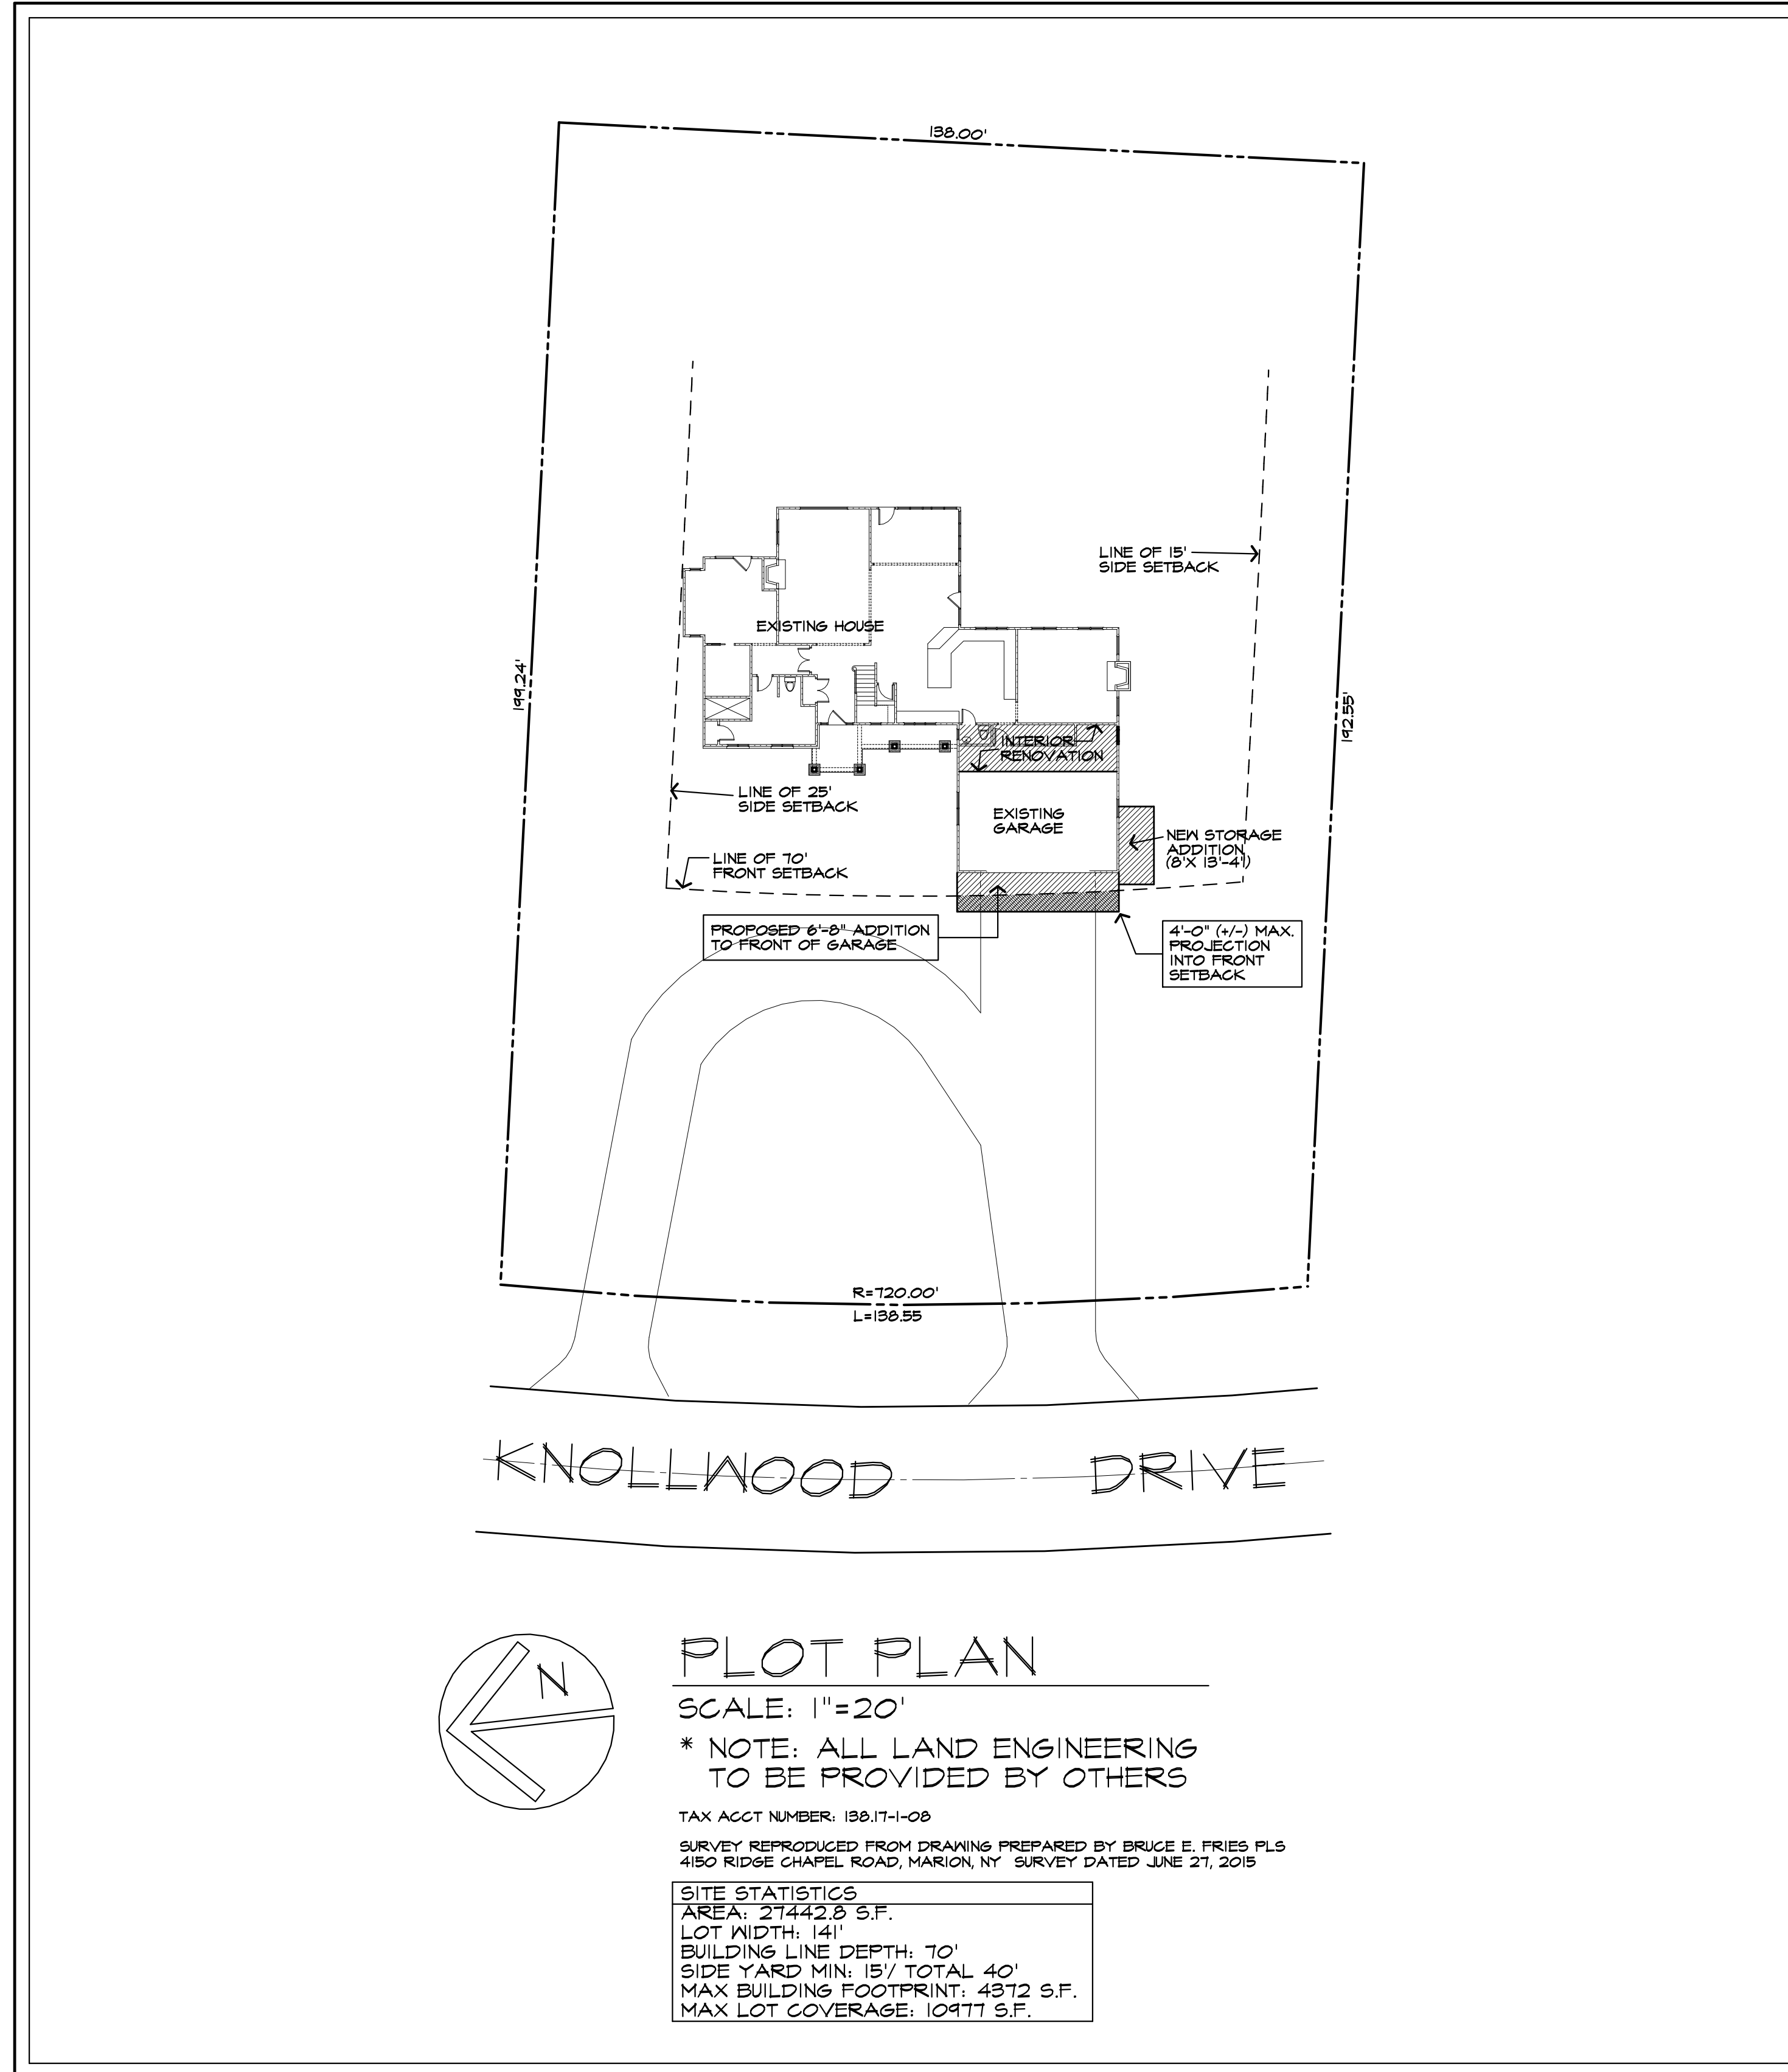 138.00'
LINE OF 15'
SIDE SETBACK
EXISTING HOUSE
199.24'
192.55'
INTERIOR
RENOVATION
LINE OF 25'
SIDE SETBACK
EXISTING
GARAGE
NEW STORAGE
ADDITION
(8'X 13'-4")
LINE OF 70'
FRONT SETBACK
PROPOSED 6'-8" ADDITION
TO FRONT OF GARAGE
4'-0" (+/-) MAX.
PROJECTION
INTO FRONT
SETBACK
R=720.00'
L=138.55
KNOLLWOOD DRIVE
N
PLOT PLAN
SCALE: 1"=20'
* NOTE: ALL LAND ENGINEERING
TO BE PROVIDED BY OTHERS
TAX ACCT NUMBER: 138.17-1-08
SURVEY REPRODUCED FROM DRAWING PREPARED BY BRUCE E. FRIES PLS
4150 RIDGE CHAPEL ROAD, MARION, NY SURVEY DATED JUNE 27, 2015
SITE STATISTICS
AREA: 27442.8 S.F.
LOT WIDTH: 141'
BUILDING LINE DEPTH: 70'
SIDE YARD MIN: 15'/ TOTAL 40'
MAX BUILDING FOOTPRINT: 4372 S.F.
MAX LOT COVERAGE: 10977 S.F.